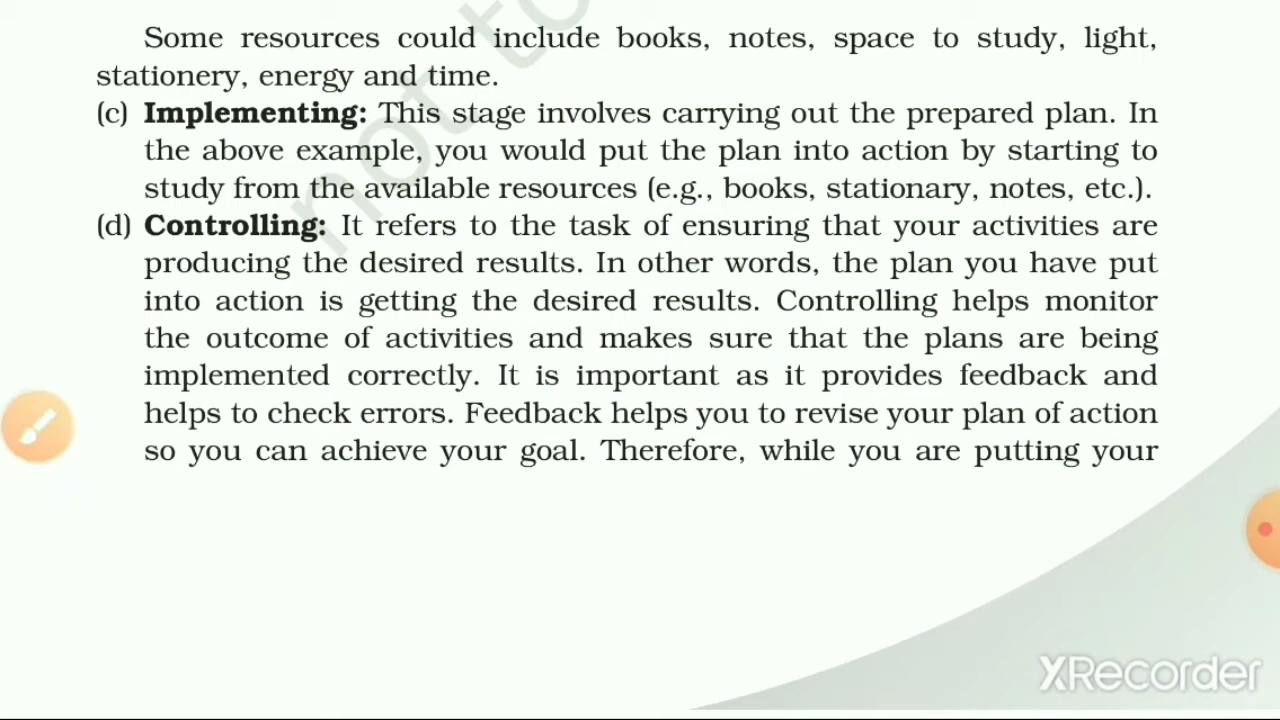 Some resources could include books, notes, space to study, light,
stationery, energy and time.
(c) Implementing: This stage involves carrying out the prepared plan. In
the above example, you would put the plan into action by starting to
study from the available resources (e.g., books, stationary, notes, etc.).
(d) Controlling: It refers to the task of ensuring that your activities are
producing the desired results. In other words, the plan you have put
into action is getting the desired results. Controlling helps monitor
the outcome of activities and makes sure that the plans are being
implemented correctly. It is important as it provides feedback and
helps to check errors. Feedback helps you to revise your plan of action
so you can achieve your goal. Therefore, while you are putting your
not to
XRecorder